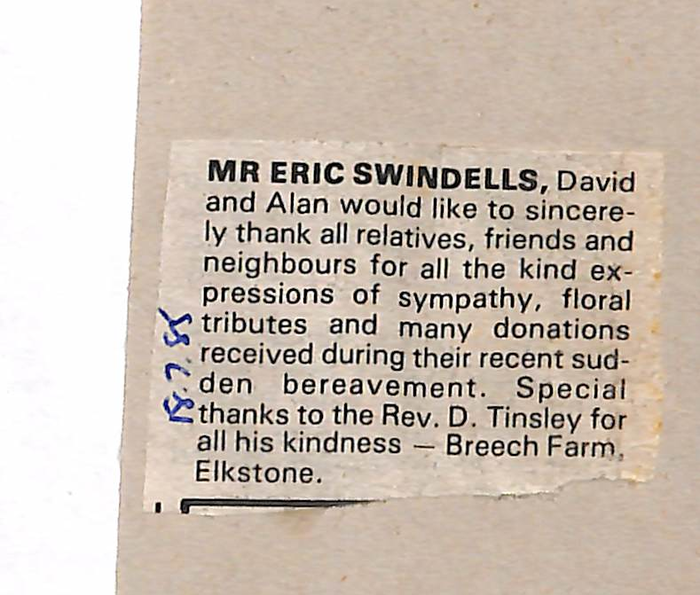 MR ERIC SWINDELLS, David
and Alan would like to sincere-
ly thank all relatives, friends and
neighbours for all the kind ex-
pressions of sympathy, floral
tributes and many donations
received during their recent sud-
den bereavement. Special
thanks to the Rev. D. Tinsley for
all his kindness — Breech Farm,
Elkstone.